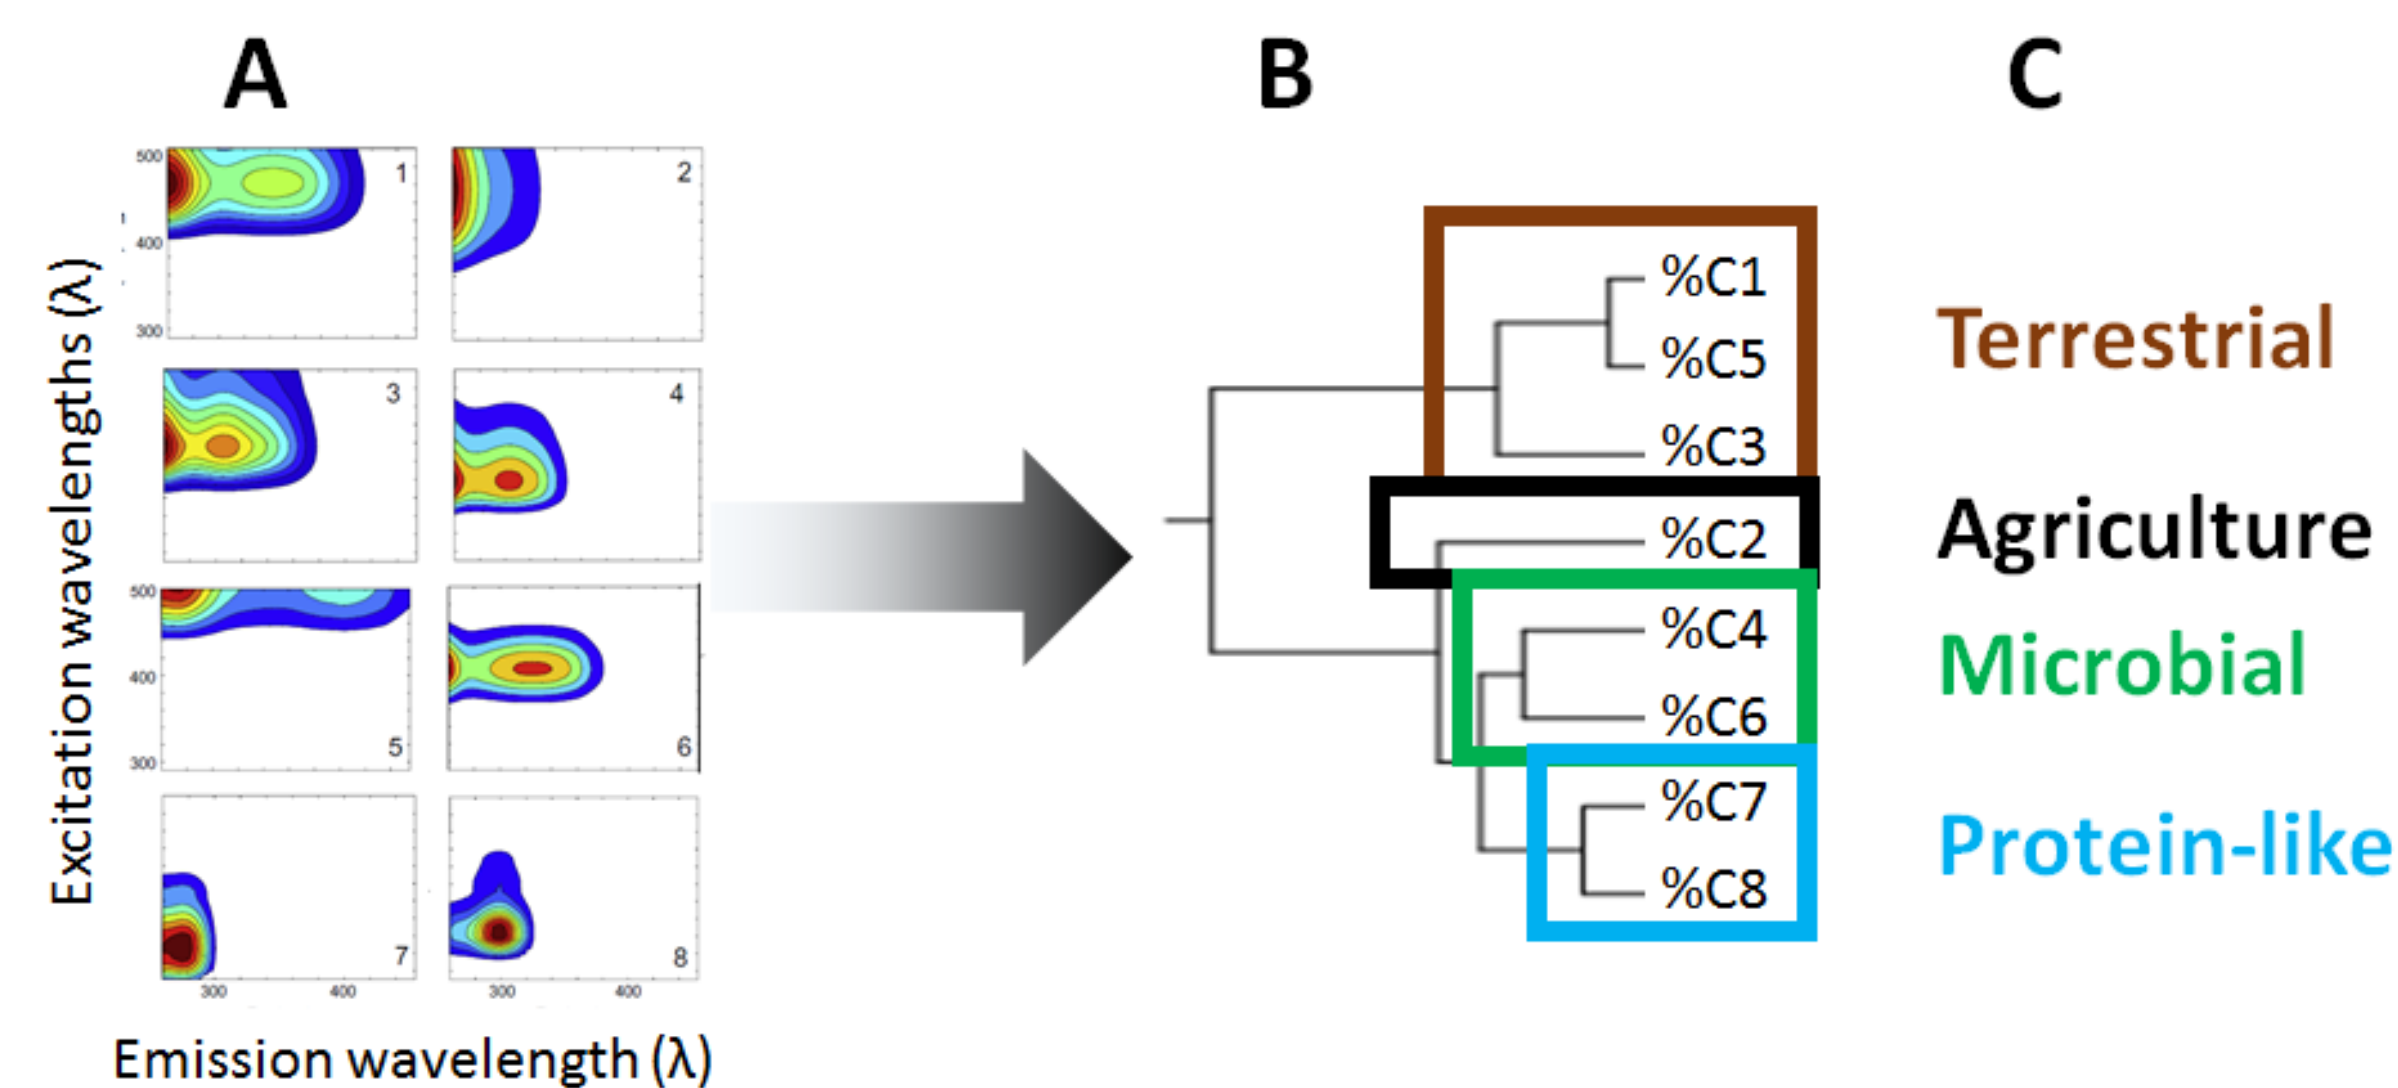 A
B
C
Excitation wavelengths (λ)
500
400
300
1
2
3
4
500
400
300
5
6
7
8
300
400
300
400
Emission wavelength (λ)
%C1
%C5
%C3
%C2
%C4
%C6
%C7
%C8
Terrestrial
Agriculture
Microbial
Protein-like